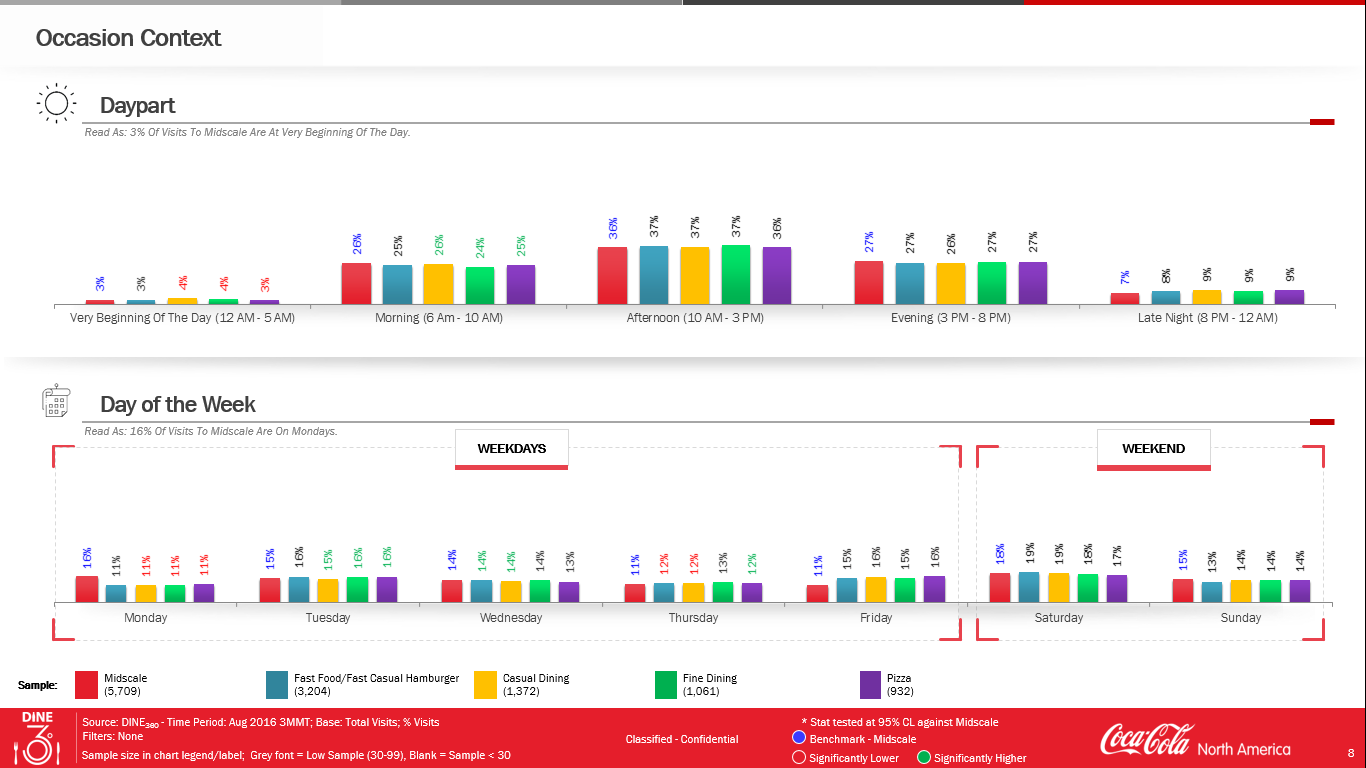 Occasion Context
Daypart
Read As: 3% Of Visits To Midscale Are At Very Beginning Of The Day.
3% 3% 4% 4% 3% 26% 25% 26% 24% 25% 36% 37% 37% 37% 36% 27% 27% 26% 27% 27% 7% 8% 9% 9% 9%
Very Beginning Of The Day (12 AM - 5 AM) Morning (6 Am - 10 AM) Afternoon (10 AM - 3 PM) Evening (3 PM - 8 PM) Late Night (8 PM - 12 AM)
Day of the Week
Read As: 16% Of Visits To Midscale Are On Mondays.
WEEKDAYS WEEKEND
16% 11% 11% 11% 11% 15% 16% 15% 16% 16% 14% 14% 14% 14% 13% 11% 12% 12% 13% 12% 11% 15% 16% 15% 16% 18% 19% 19% 18% 17% 15% 13% 14% 14% 14%
Monday Tuesday Wednesday Thursday Friday Saturday Sunday
Sample: Midscale Fast Food/Fast Casual Hamburger Casual Dining Fine Dining Pizza
(5,709) (3,204) (1,372) (1,061) (932)
DINE
3°
Source: DINE360 - Time Period: Aug 2016 3MMT; Base: Total Visits; % Visits
Filters: None
Sample size in chart legend/label; Grey font = Low Sample (30-99), Blank = Sample < 30
Classified - Confidential
* Stat tested at 95% CL against Midscale
Benchmark - Midscale
Significantly Lower Significantly Higher
Coca-Cola North America
8